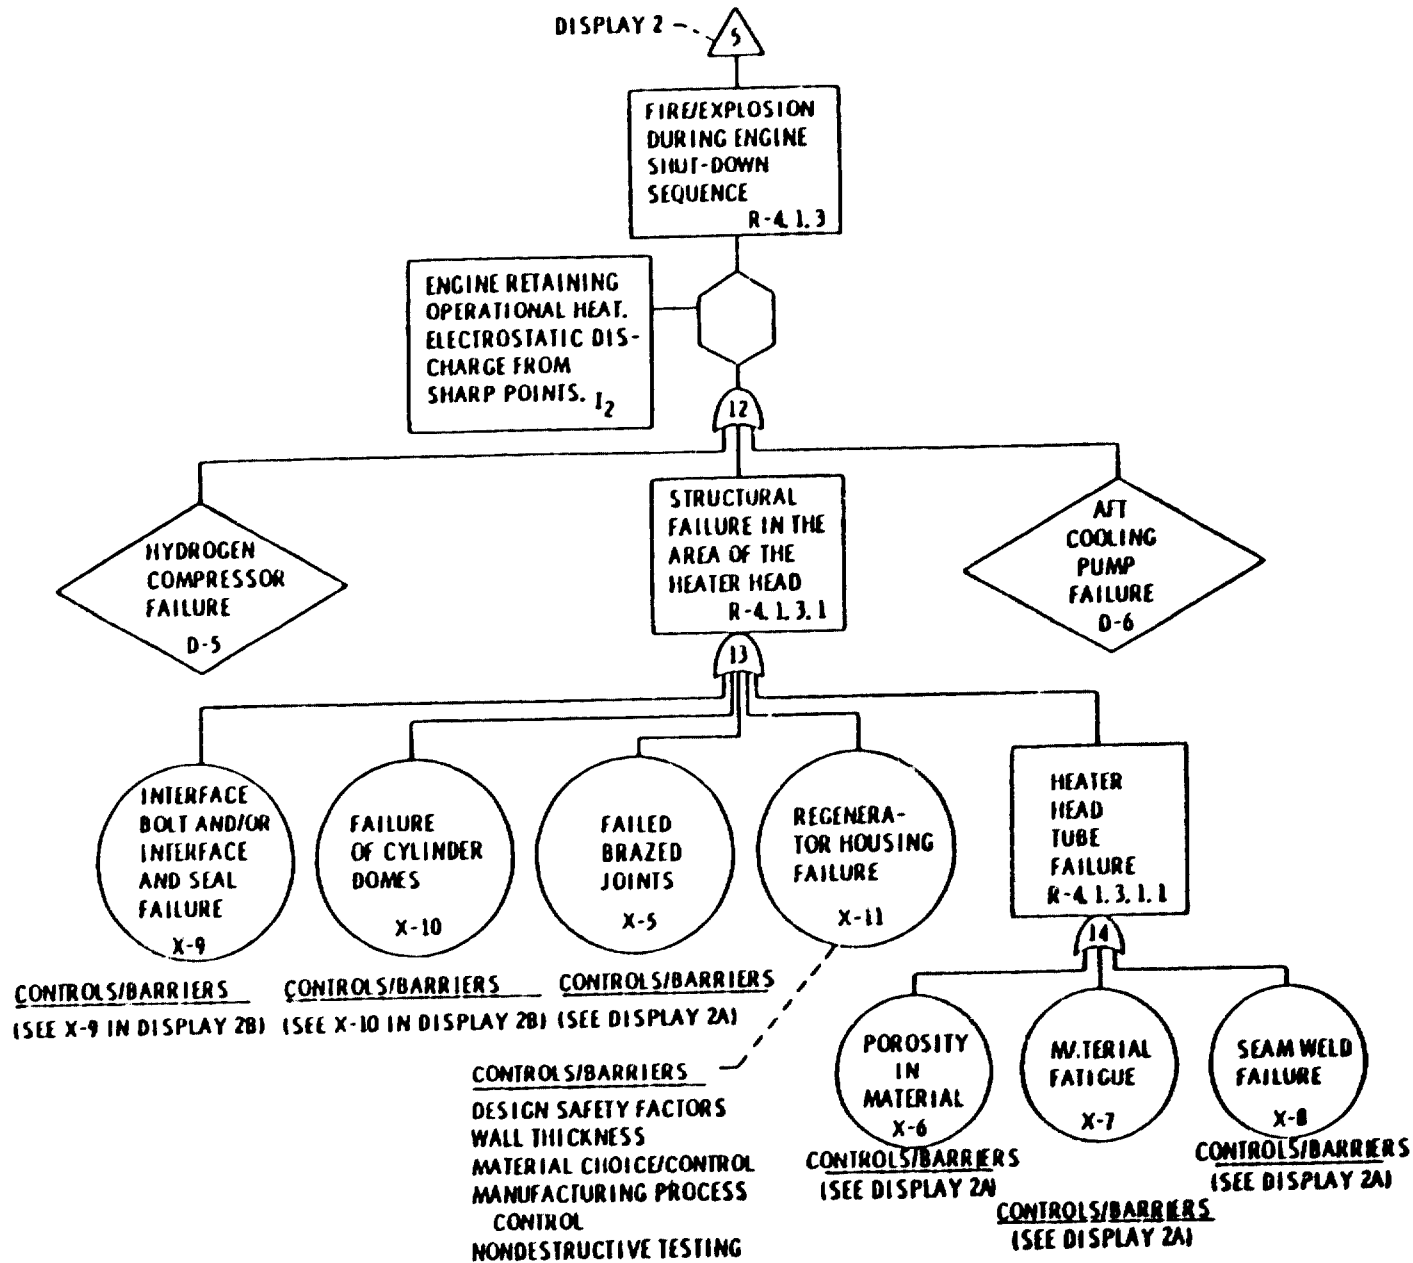 DISPLAY 2
5
FIRE/EXPLOSION
DURING ENGINE
SHUT-DOWN
SEQUENCE
R-4, 1, 3
ENGINE RETAINING
OPERATIONAL HEAT.
ELECTROSTATIC DIS-
CHARGE FROM
SHARP POINTS.
I2
12
HYDROGEN
COMPRESSOR
FAILURE
D-5
STRUCTURAL
FAILURE IN THE
AREA OF THE
HEATER HEAD
R-4, 1, 3, 1
AFT
COOLING
PUMP
FAILURE
D-6
13
INTERFACE
BOLT AND/OR
INTERFACE
AND SEAL
FAILURE
X-9
CONTROLS/BARRIERS
(SEE X-9 IN DISPLAY 2B)
FAILURE
OF CYLINDER
DOMES
X-10
CONTROLS/BARRIERS
(SEE X-10 IN DISPLAY 2B)
FAILED
BRAZED
JOINTS
X-5
CONTROLS/BARRIERS
(SEE DISPLAY 2A)
REGENERA-
TOR HOUSING
FAILURE
X-11
CONTROLS/BARRIERS
DESIGN SAFETY FACTORS
WALL THICKNESS
MATERIAL CHOICE/CONTROL
MANUFACTURING PROCESS
CONTROL
NONDESTRUCTIVE TESTING
HEATER
HEAD
TUBE
FAILURE
R-4, 1, 3, 1, 1
14
POROSITY
IN
MATERIAL
X-6
CONTROLS/BARRIERS
(SEE DISPLAY 2A)
MATERIAL
FATIGUE
X-7
CONTROLS/BARRIERS
(SEE DISPLAY 2A)
SEAM WELD
FAILURE
X-8
CONTROLS/BARRIERS
(SEE DISPLAY 2A)